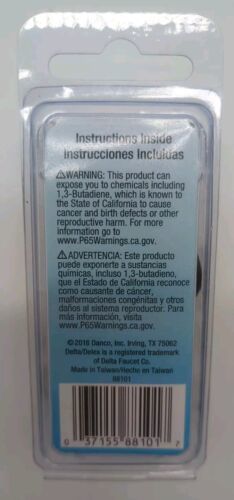 Instructions Inside
Instrucciones Incluidas
⚠WARNING: This product can
expose you to chemicals including
1,3-Butadiene, which is known to
the State of California to cause
cancer and birth defects or other
reproductive harm. For more
information go to
www.P65Warnings.ca.gov.
⚠ADVERTENCIA: Este producto
puede exponerte a sustancias
químicas, incluso 1,3-butadieno,
que el Estado de California reconoce
como causante de cáncer,
malformaciones congénitas y otros
daños al sistema reproductor. Para
más información, visita
www.P65Warnings.ca.gov.
©2016 Danco, Inc. Irving, TX 75062
Delta/Delex is a registered trademark
of Delta Faucet Co.
Made in Taiwan/Hecho en Taiwan
88101
0 37155 88101 7